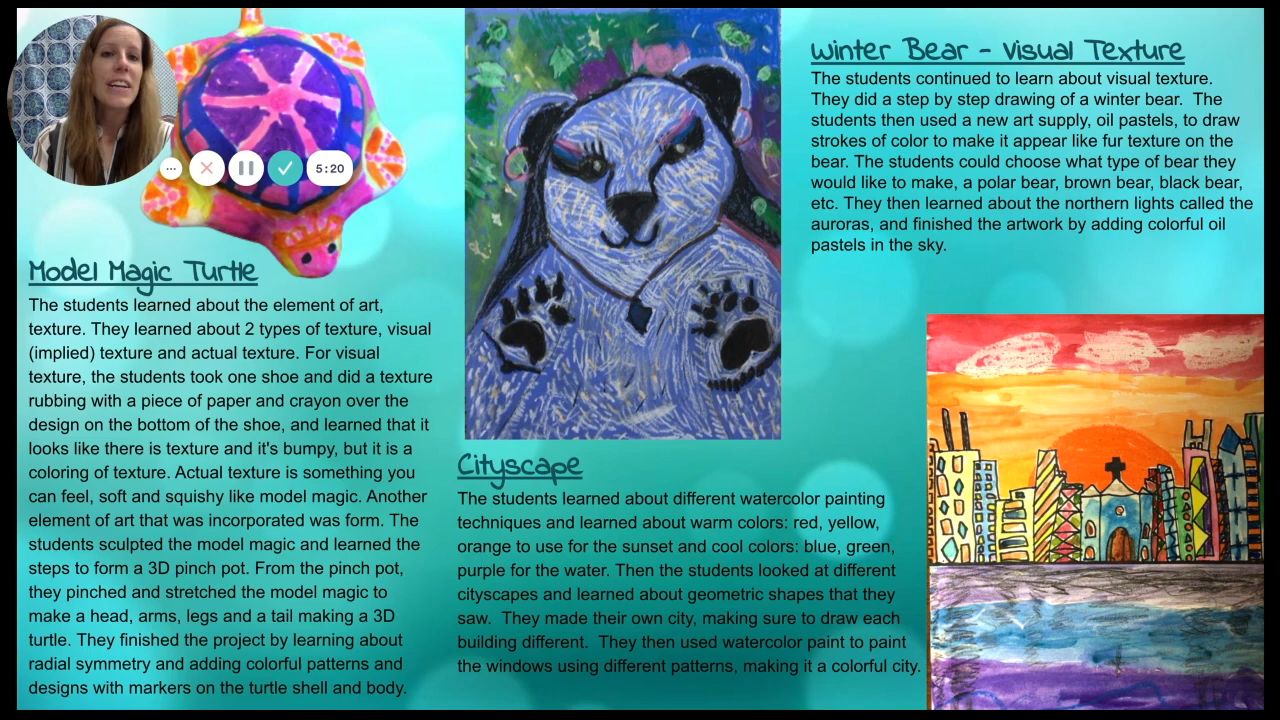 5:20
Model Magic Turtle
The students learned about the element of art,
texture. They learned about 2 types of texture, visual
(implied) texture and actual texture. For visual
texture, the students took one shoe and did a texture
rubbing with a piece of paper and crayon over the
design on the bottom of the shoe, and learned that it
looks like there is texture and it's bumpy, but it is a
coloring of texture. Actual texture is something you
can feel, soft and squishy like model magic. Another
element of art that was incorporated was form. The
students sculpted the model magic and learned the
steps to form a 3D pinch pot. From the pinch pot,
they pinched and stretched the model magic to
make a head, arms, legs and a tail making a 3D
turtle. They finished the project by learning about
radial symmetry and adding colorful patterns and
designs with markers on the turtle shell and body.
Cityscape
The students learned about different watercolor painting
techniques and learned about warm colors: red, yellow,
orange to use for the sunset and cool colors: blue, green,
purple for the water. Then the students looked at different
cityscapes and learned about geometric shapes that they
saw.  They made their own city, making sure to draw each
building different.  They then used watercolor paint to paint
the windows using different patterns, making it a colorful city.
Winter Bear - Visual Texture
The students continued to learn about visual texture.
They did a step by step drawing of a winter bear.  The
students then used a new art supply, oil pastels, to draw
strokes of color to make it appear like fur texture on the
bear. The students could choose what type of bear they
would like to make, a polar bear, brown bear, black bear,
etc. They then learned about the northern lights called the
auroras, and finished the artwork by adding colorful oil
pastels in the sky.